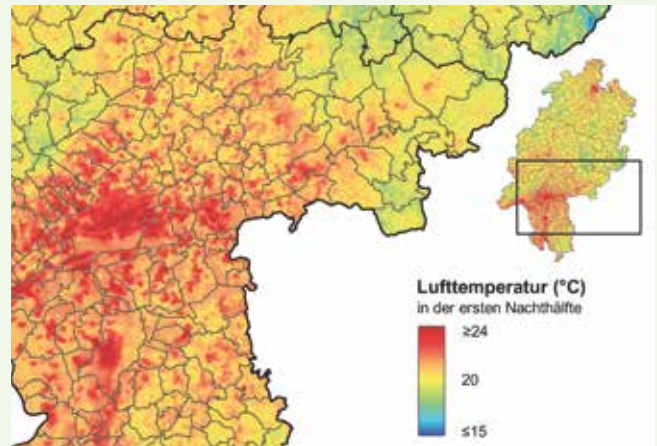 Lufttemperatur (°C)
in der ersten Nachthälfte
≥24
20
≤15